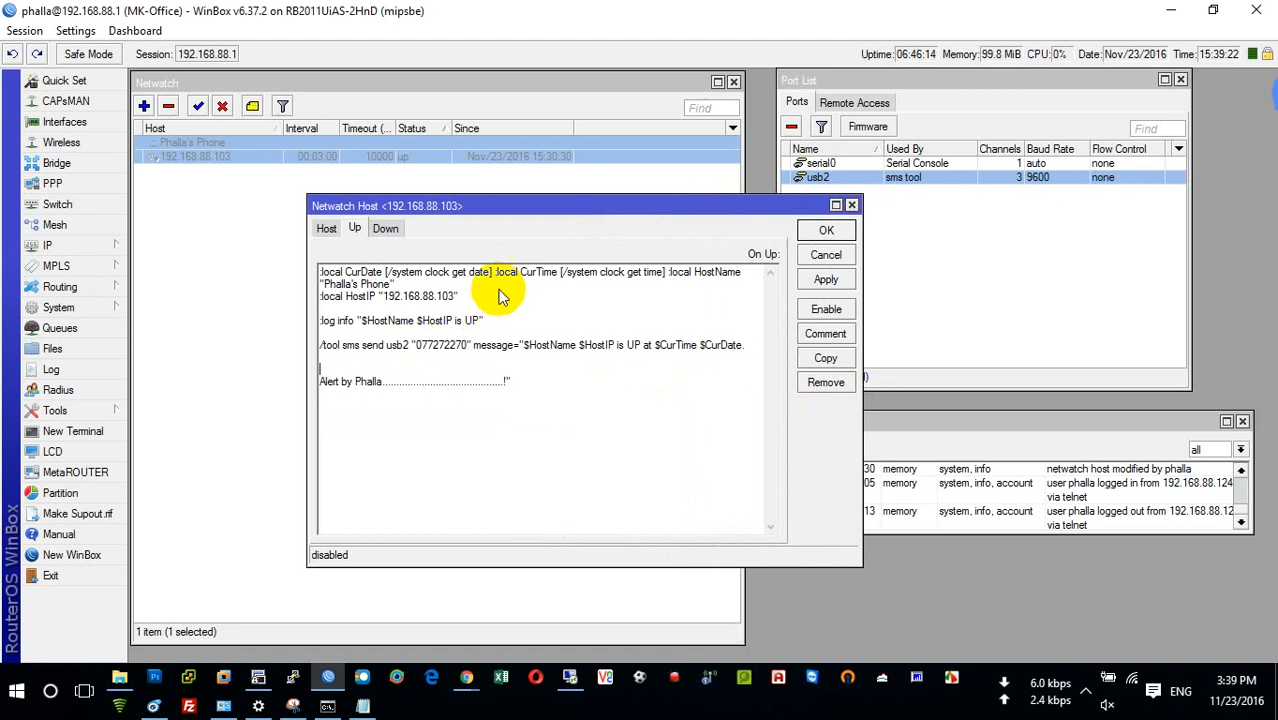 phalla@192.168.88.1 (MK-Office) - WinBox v6.37.2 on RB2011UiAS-2HnD (mipsbe)
Session Settings Dashboard
Safe Mode Session: 192.168.88.1 Uptime: 06:46:14 Memory: 99.8 MiB CPU: 0% Date: Nov/23/2016 Time: 15:39:22
Quick Set
CAPsMAN
Interfaces
Wireless
Bridge
PPP
Switch
Mesh
IP
MPLS
Routing
System
Queues
Files
Log
Radius
Tools
New Terminal
LCD
MetaROUTER
Partition
Make Supout.rif
Manual
New WinBox
Exit
RouterOS WinBox
Netwatch
Find
Host Interval Timeout (... Status Since
;;; Phalla's Phone
192.168.88.103 00:03:00 10000 up Nov/23/2016 15:30:30
1 item (1 selected)
Port List
Ports Remote Access
Firmware Find
Name Used By Channels Baud Rate Flow Control
serial0 Serial Console 1 auto none
usb2 sms tool 3 9600 none
Netwatch Host <192.168.88.103>
Host Up Down
On Up:
:local CurDate [/system clock get date] :local CurTime [/system clock get time] :local HostName
"Phalla's Phone"
:local HostIP "192.168.88.103"
:log info "$HostName $HostIP is UP"
/tool sms send usb2 "077272270" message="$HostName $HostIP is UP at $CurTime $CurDate.
Alert by Phalla............................................!"
OK
Cancel
Apply
Enable
Comment
Copy
Remove
disabled
all
30 memory system, info netwatch host modified by phalla
05 memory system, info, account user phalla logged in from 192.168.88.124
via telnet
13 memory system, info, account user phalla logged out from 192.168.88.12
via telnet
6.0 kbps
2.4 kbps
ENG
3:39 PM
11/23/2016